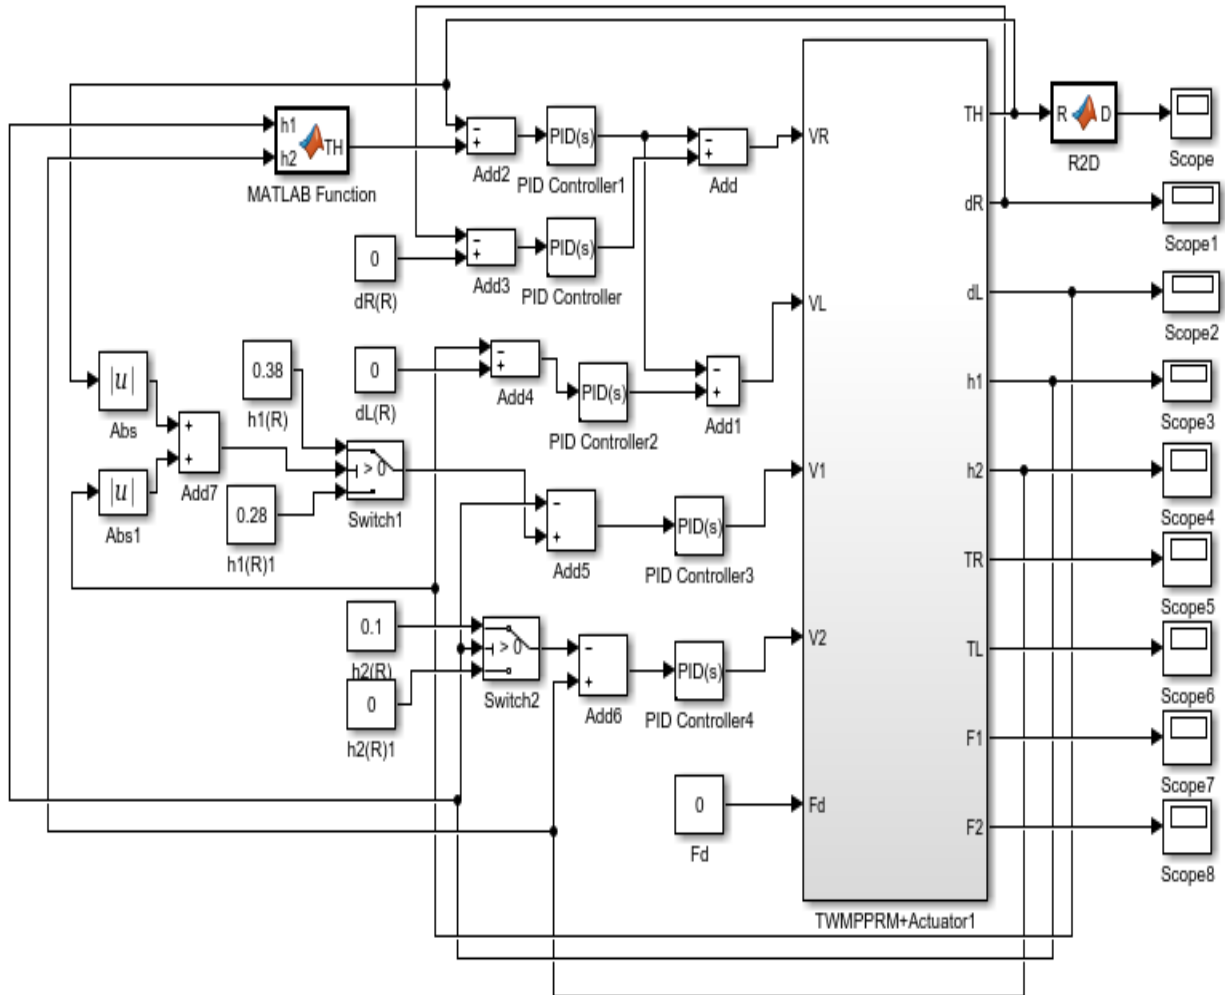 h1
h2
TH
MATLAB Function
-
+
Add2
PID(s)
PID Controller1
-
+
Add
VR
TH
R
D
R2D
Scope
dR
Scope1
0
dR(R)
-
+
Add3
PID(s)
PID Controller
VL
dL
Scope2
|u|
Abs
0.38
h1(R)
0
dL(R)
-
+
Add4
PID(s)
PID Controller2
-
+
Add1
h1
Scope3
|u|
Abs1
+
+
Add7
0.28
h1(R)1
> 0
Switch1
-
+
Add5
PID(s)
PID Controller3
V1
h2
Scope4
TR
Scope5
0.1
h2(R)
0
h2(R)1
> 0
Switch2
-
+
Add6
PID(s)
PID Controller4
V2
TL
Scope6
F1
Scope7
0
Fd
Fd
F2
Scope8
TWMPPRM+Actuator1